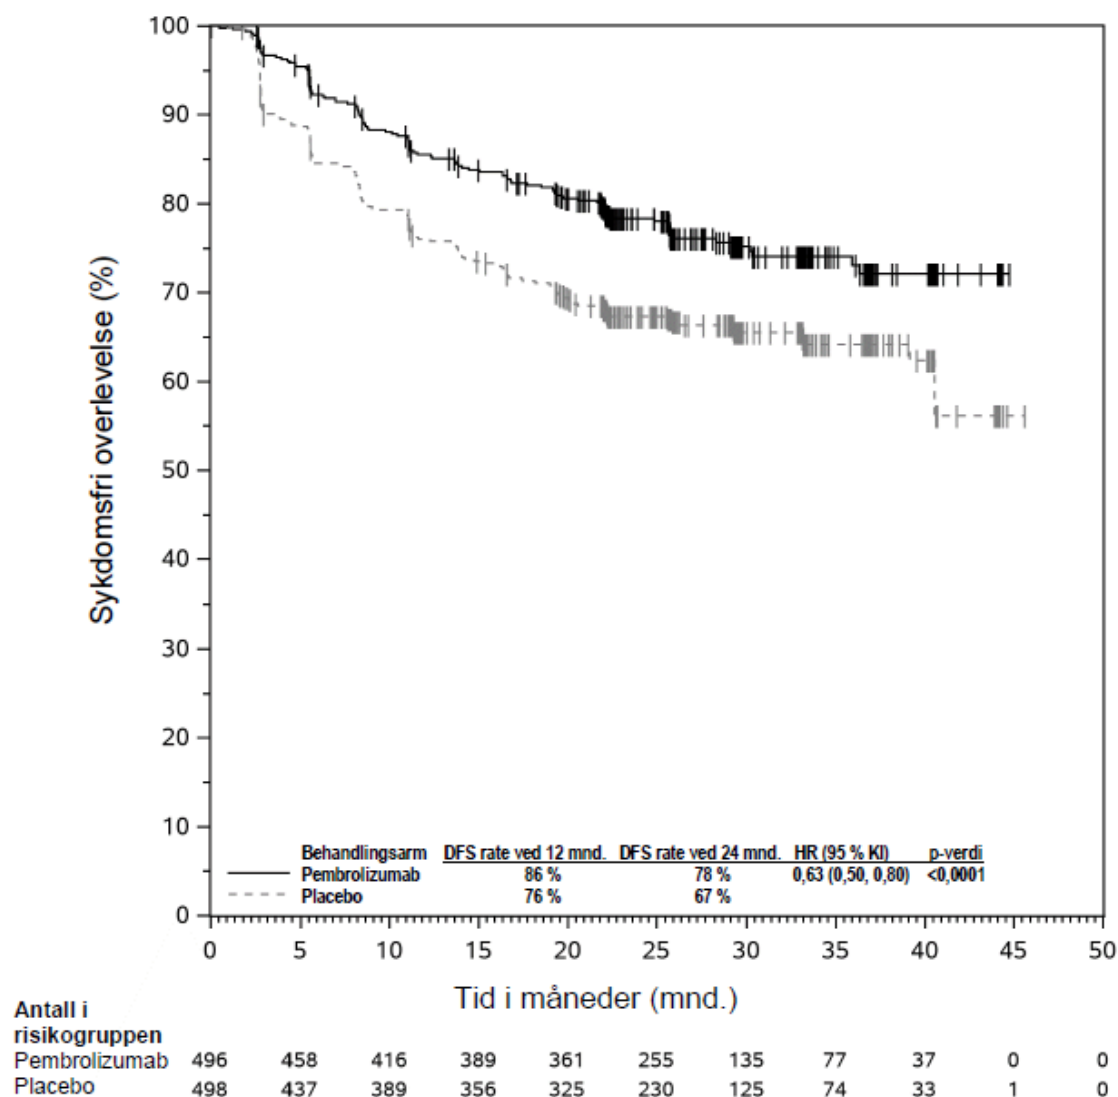 100
90
80
70
60
50
40
30
20
10
0
Sykdomsfri overlevelse (%)
Behandlingsarm DFS rate ved 12 mnd. DFS rate ved 24 mnd. HR (95 % KI) p-verdi
Pembrolizumab 86 % 78 % 0,63 (0,50, 0,80) <0,0001
Placebo 76 % 67 %
0 5 10 15 20 25 30 35 40 45 50
Tid i måneder (mnd.)
Antall i
risikogruppen
Pembrolizumab 496 458 416 389 361 255 135 77 37 0 0
Placebo 498 437 389 356 325 230 125 74 33 1 0